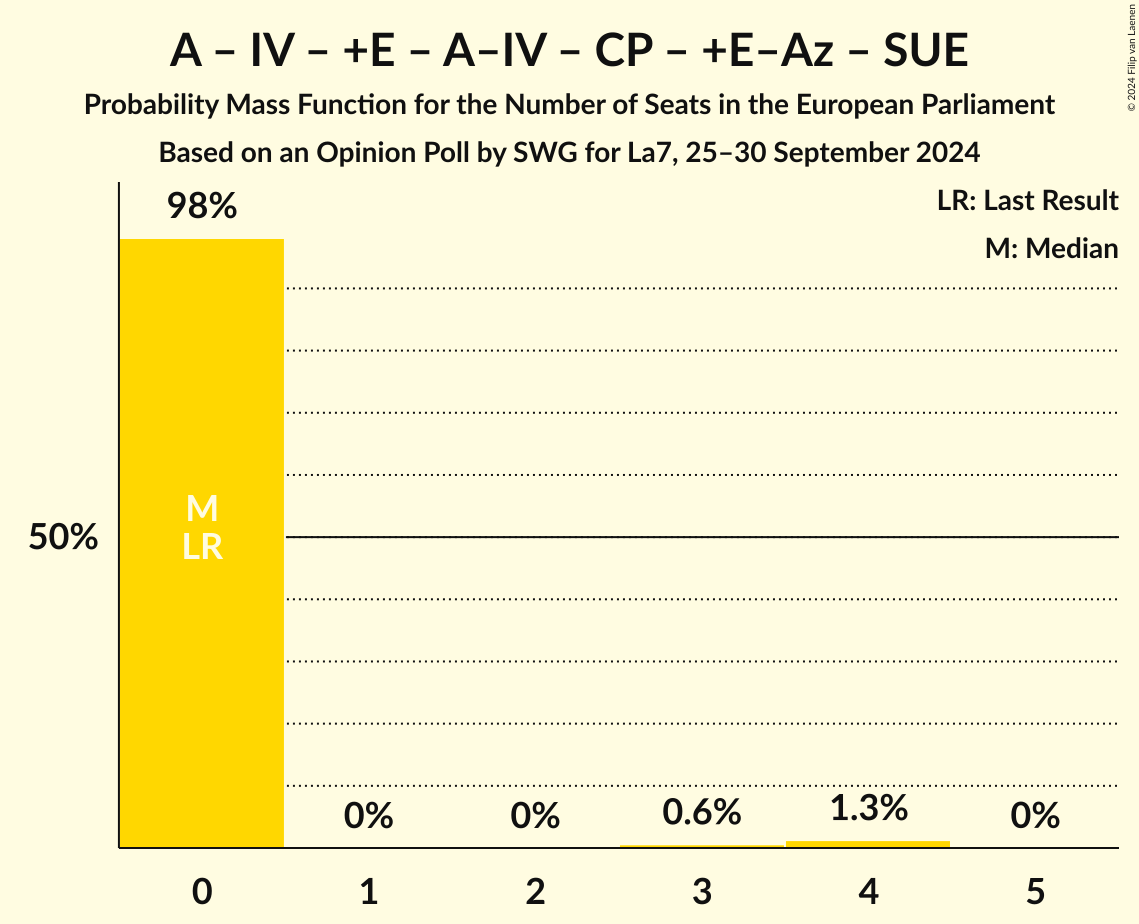 A – IV – +E – A–IV – CP – +E–Az – SUE
Probability Mass Function for the Number of Seats in the European Parliament
Based on an Opinion Poll by SWG for La7, 25–30 September 2024
© 2024 Filip van Laenen
LR: Last Result
M: Median
98%
M
LR
50%
0%
0%
0.6%
1.3%
0%
0 1 2 3 4 5